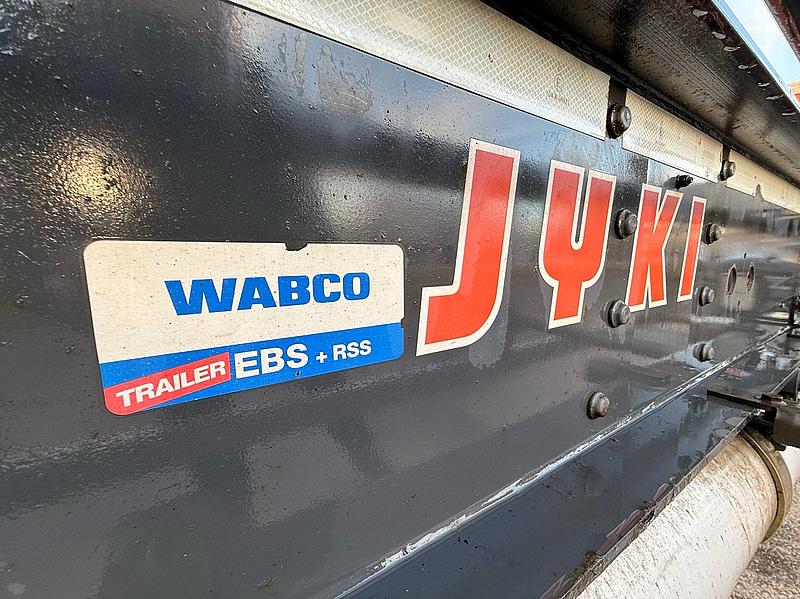 WABCO
TRAILER EBS + RSS
JYKI